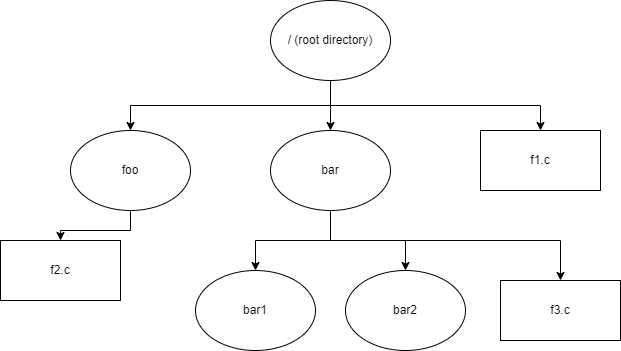 / (root directory)
foo
bar
f1.c
f2.c
bar1
bar2
f3.c